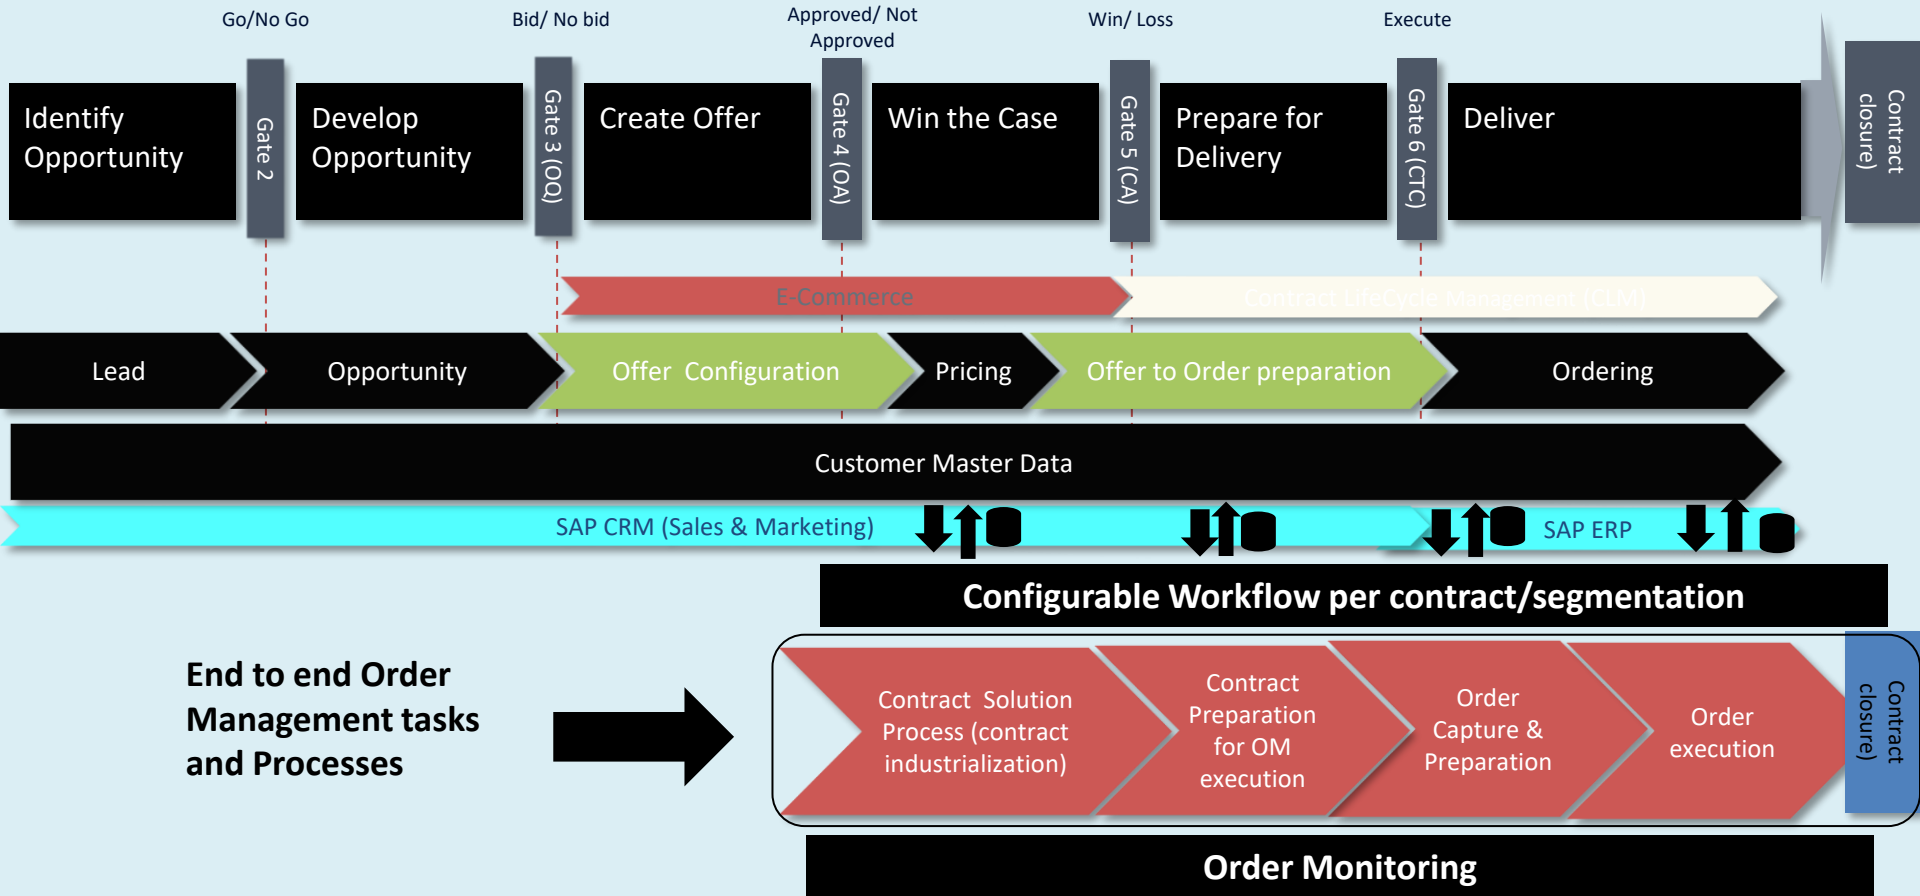 Go/No Go
Bid/ No bid
Approved/ Not
Approved
Win/ Loss
Execute
Identify
Opportunity
Gate 2
Develop
Opportunity
Gate 3 (OQ)
Create Offer
Gate 4 (OA)
Win the Case
Gate 5 (CA)
Prepare for
Delivery
Gate 6 (CTC)
Deliver
Contract
closure)
E-Commerce
Contract LifeCycle Management (CLM)
Lead
Opportunity
Offer Configuration
Pricing
Offer to Order preparation
Ordering
Customer Master Data
SAP CRM (Sales & Marketing)
SAP ERP
Configurable Workflow per contract/segmentation
End to end Order
Management tasks
and Processes
Contract Solution
Process (contract
industrialization)
Contract
Preparation
for OM
execution
Order
Capture &
Preparation
Order
execution
Contract
closure)
Order Monitoring